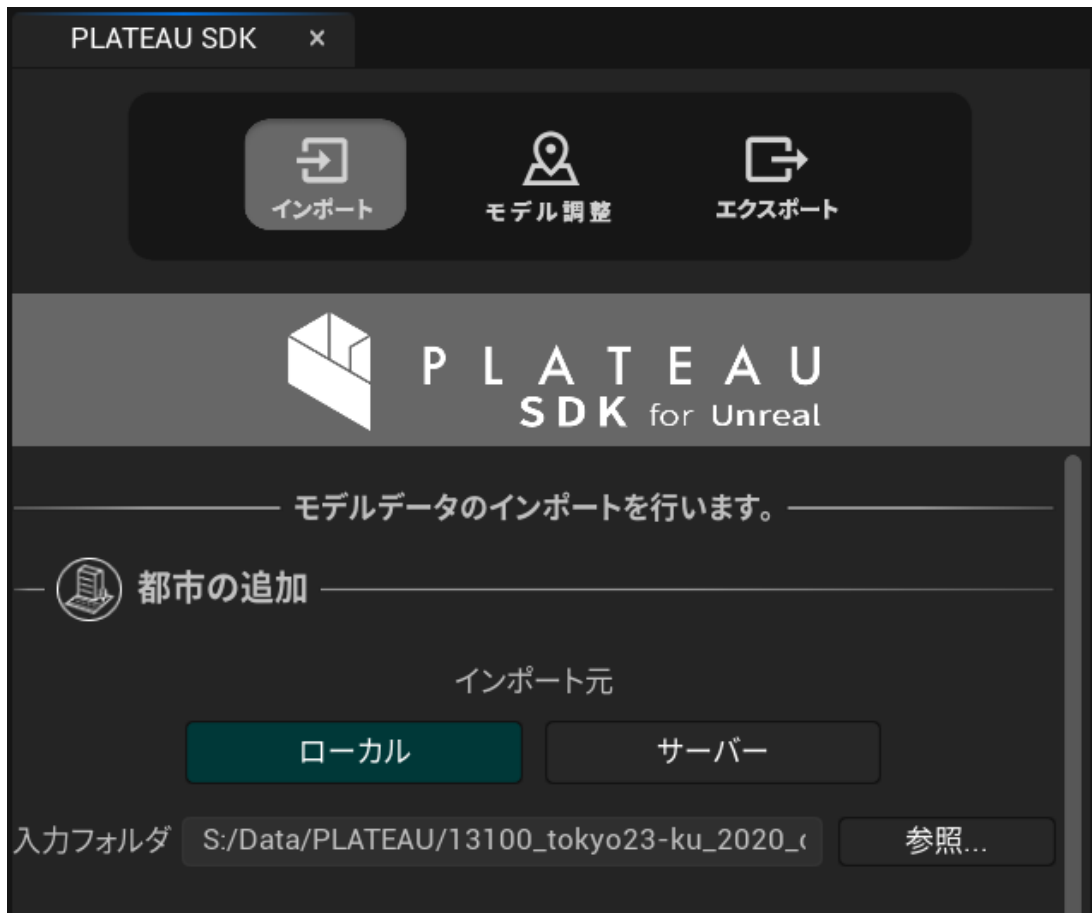 PLATEAU SDK ×
インポート モデル調整 エクスポート
PLATEAU
SDK for Unreal
モデルデータのインポートを行います。
都市の追加
インポート元
ローカル サーバー
入力フォルダ S:/Data/PLATEAU/13100_tokyo23-ku_2020_c 参照...